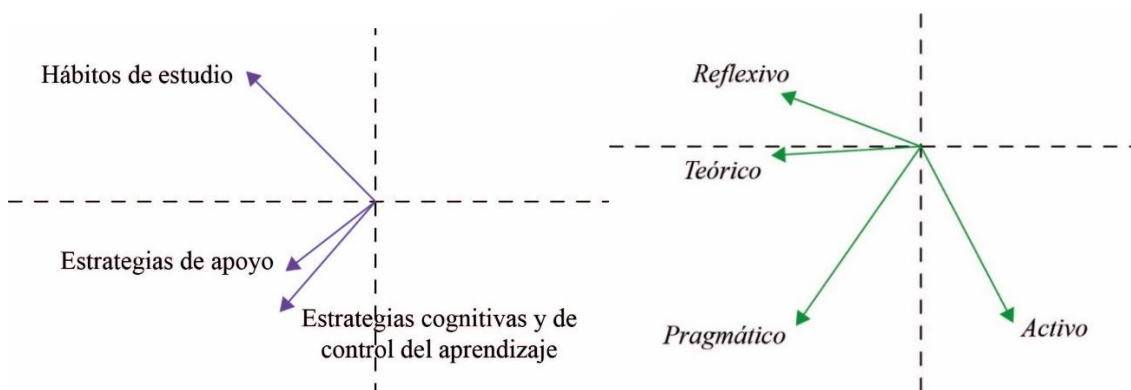 Hábitos de estudio
Estrategias de apoyo
Estrategias cognitivas y de
control del aprendizaje
Reflexivo
Teórico
Pragmático
Activo